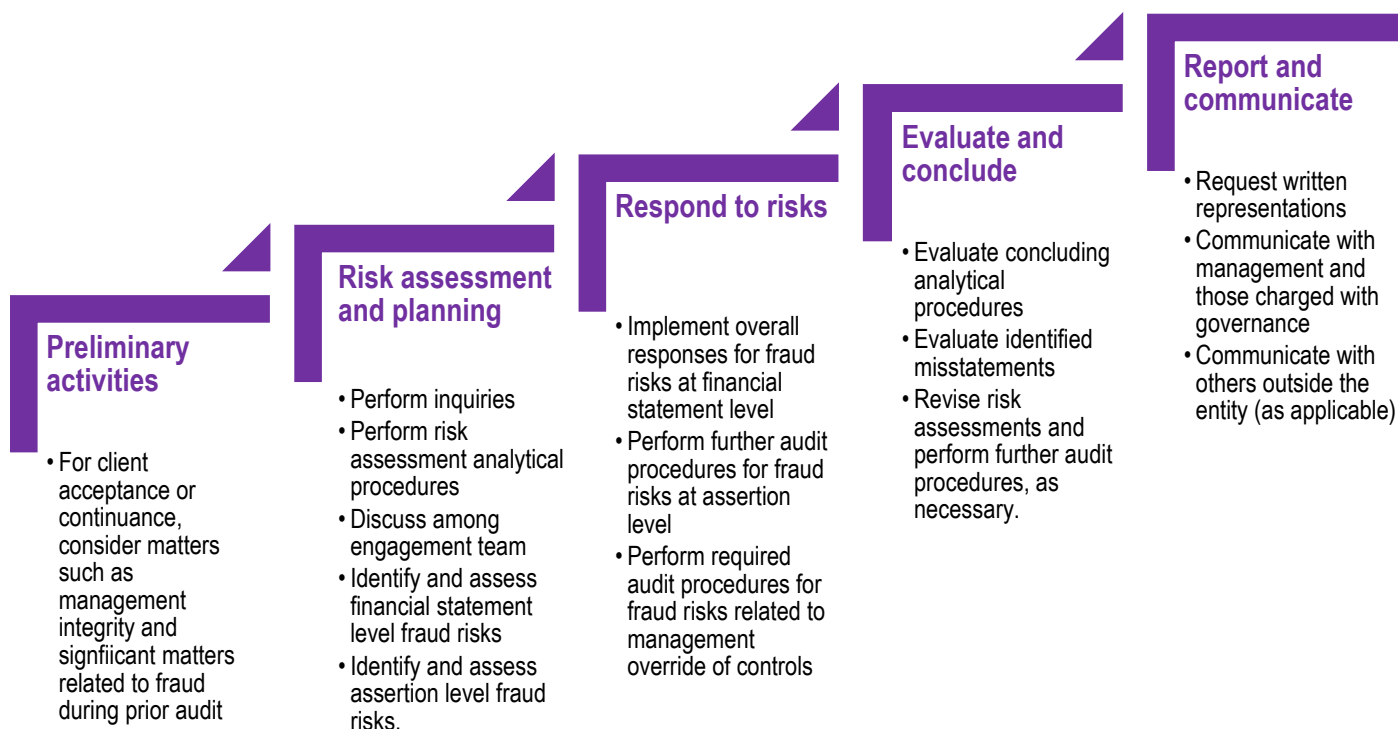 Preliminary
activities
• For client
acceptance or
continuance,
consider matters
such as
management
integrity and
signfiicant matters
related to fraud
during prior audit
Risk assessment
and planning
• Perform inquiries
• Perform risk
assessment analytical
procedures
• Discuss among
engagement team
• Identify and assess
financial statement
level fraud risks
• Identify and assess
assertion level fraud
risks.
Respond to risks
• Implement overall
responses for fraud
risks at financial
statement level
• Perform further audit
procedures for fraud
risks at assertion
level
• Perform required
audit procedures for
fraud risks related to
management
override of controls
Evaluate and
conclude
• Evaluate concluding
analytical
procedures
• Evaluate identified
misstatements
• Revise risk
assessments and
perform further audit
procedures, as
necessary.
Report and
communicate
• Request written
representations
• Communicate with
management and
those charged with
governance
• Communicate with
others outside the
entity (as applicable)